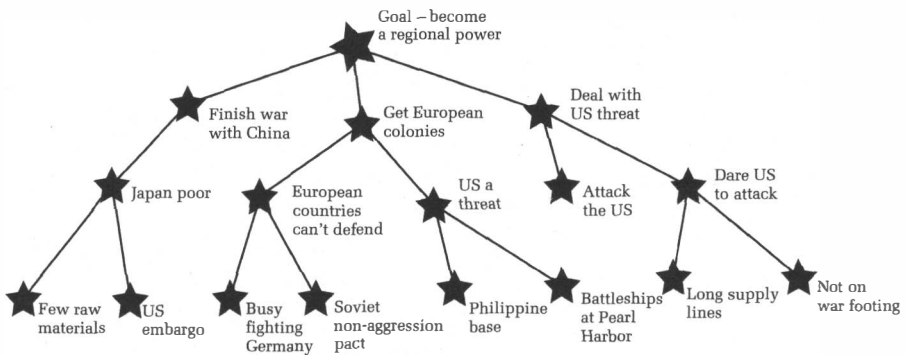 Goal – become
a regional power
Finish war
with China
Get European
colonies
Deal with
US threat
Japan poor
European
countries
can't defend
US a
threat
Attack
the US
Dare US
to attack
Few raw
materials
US
embargo
Busy
fighting
Germany
Soviet
non-aggression
pact
Philippine
base
Battleships
at Pearl
Harbor
Long supply
lines
Not on
war footing